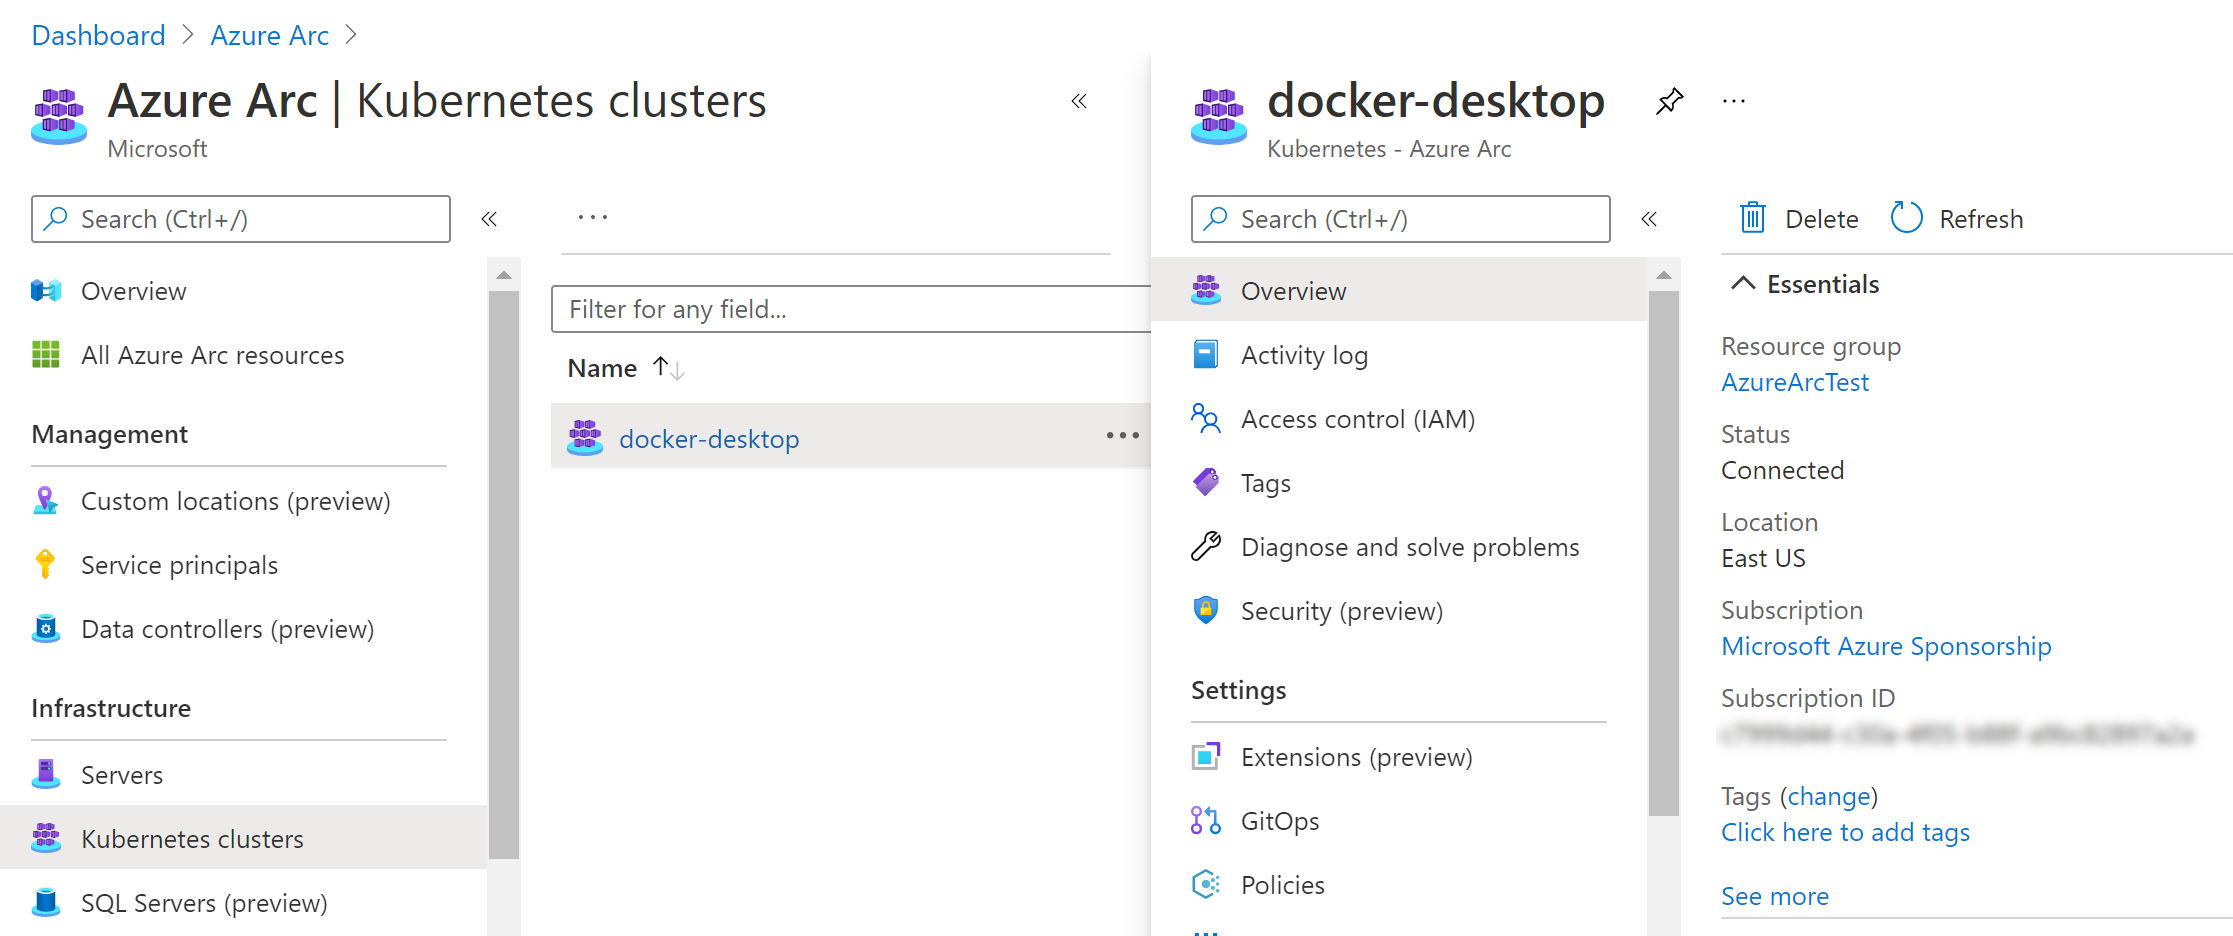 Dashboard > Azure Arc >
Azure Arc | Kubernetes clusters
Microsoft
Search (Ctrl+/)
Overview
All Azure Arc resources
Management
Custom locations (preview)
Service principals
Data controllers (preview)
Infrastructure
Servers
Kubernetes clusters
SQL Servers (preview)
Filter for any field...
Name
docker-desktop
docker-desktop
Kubernetes - Azure Arc
Search (Ctrl+/)
Overview
Activity log
Access control (IAM)
Tags
Diagnose and solve problems
Security (preview)
Settings
Extensions (preview)
GitOps
Policies
Delete
Refresh
Essentials
Resource group
AzureArcTest
Status
Connected
Location
East US
Subscription
Microsoft Azure Sponsorship
Subscription ID
Tags (change)
Click here to add tags
See more